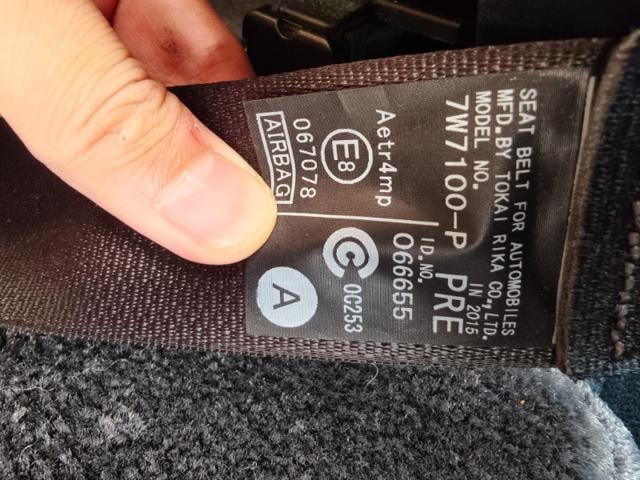 SEAT BELT FOR AUTOMOBILES
MFD. BY TOKAI RIKA CO., LTD.
MODEL NO. IN 2015
7W7100-P PRE
ID. NO.
066655
Aetr4mp
E8
067078
AIRBAG
C 0C253
A